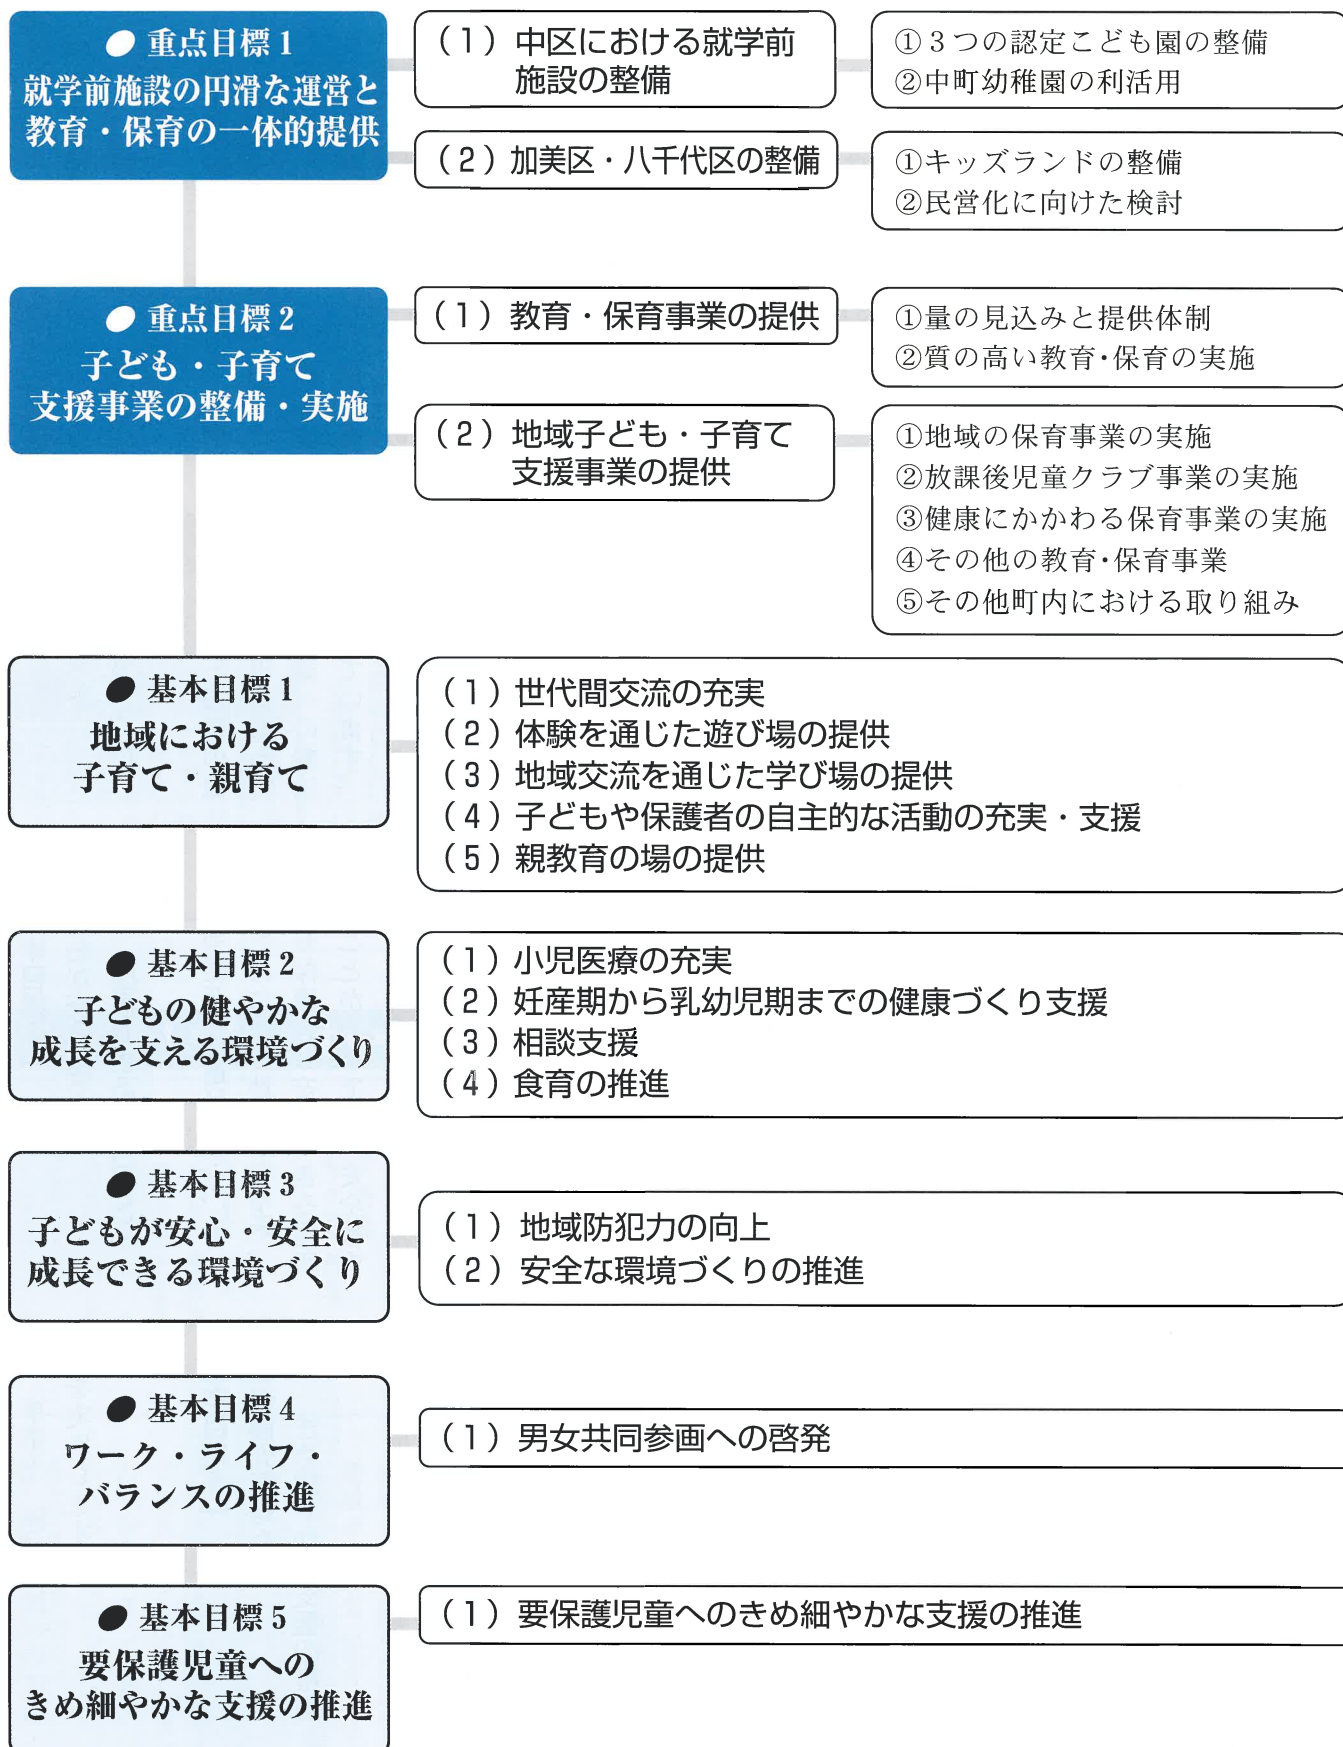 ● 重点目標 1
就学前施設の円滑な運営と
教育・保育の一体的提供
（1）中区における就学前
施設の整備
①３つの認定こども園の整備
②中町幼稚園の利活用
（2）加美区・八千代区の整備
①キッズランドの整備
②民営化に向けた検討
● 重点目標 2
子ども・子育て
支援事業の整備・実施
（1）教育・保育事業の提供
①量の見込みと提供体制
②質の高い教育・保育の実施
（2）地域子ども・子育て
支援事業の提供
①地域の保育事業の実施
②放課後児童クラブ事業の実施
③健康にかかわる保育事業の実施
④その他の教育・保育事業
⑤その他町内における取り組み
● 基本目標 1
地域における
子育て・親育て
（1）世代間交流の充実
（2）体験を通じた遊び場の提供
（3）地域交流を通じた学び場の提供
（4）子どもや保護者の自主的な活動の充実・支援
（5）親教育の場の提供
● 基本目標 2
子どもの健やかな
成長を支える環境づくり
（1）小児医療の充実
（2）妊産期から乳幼児期までの健康づくり支援
（3）相談支援
（4）食育の推進
● 基本目標 3
子どもが安心・安全に
成長できる環境づくり
（1）地域防犯力の向上
（2）安全な環境づくりの推進
● 基本目標 4
ワーク・ライフ・
バランスの推進
（1）男女共同参画への啓発
● 基本目標 5
要保護児童への
きめ細やかな支援の推進
（1）要保護児童へのきめ細やかな支援の推進